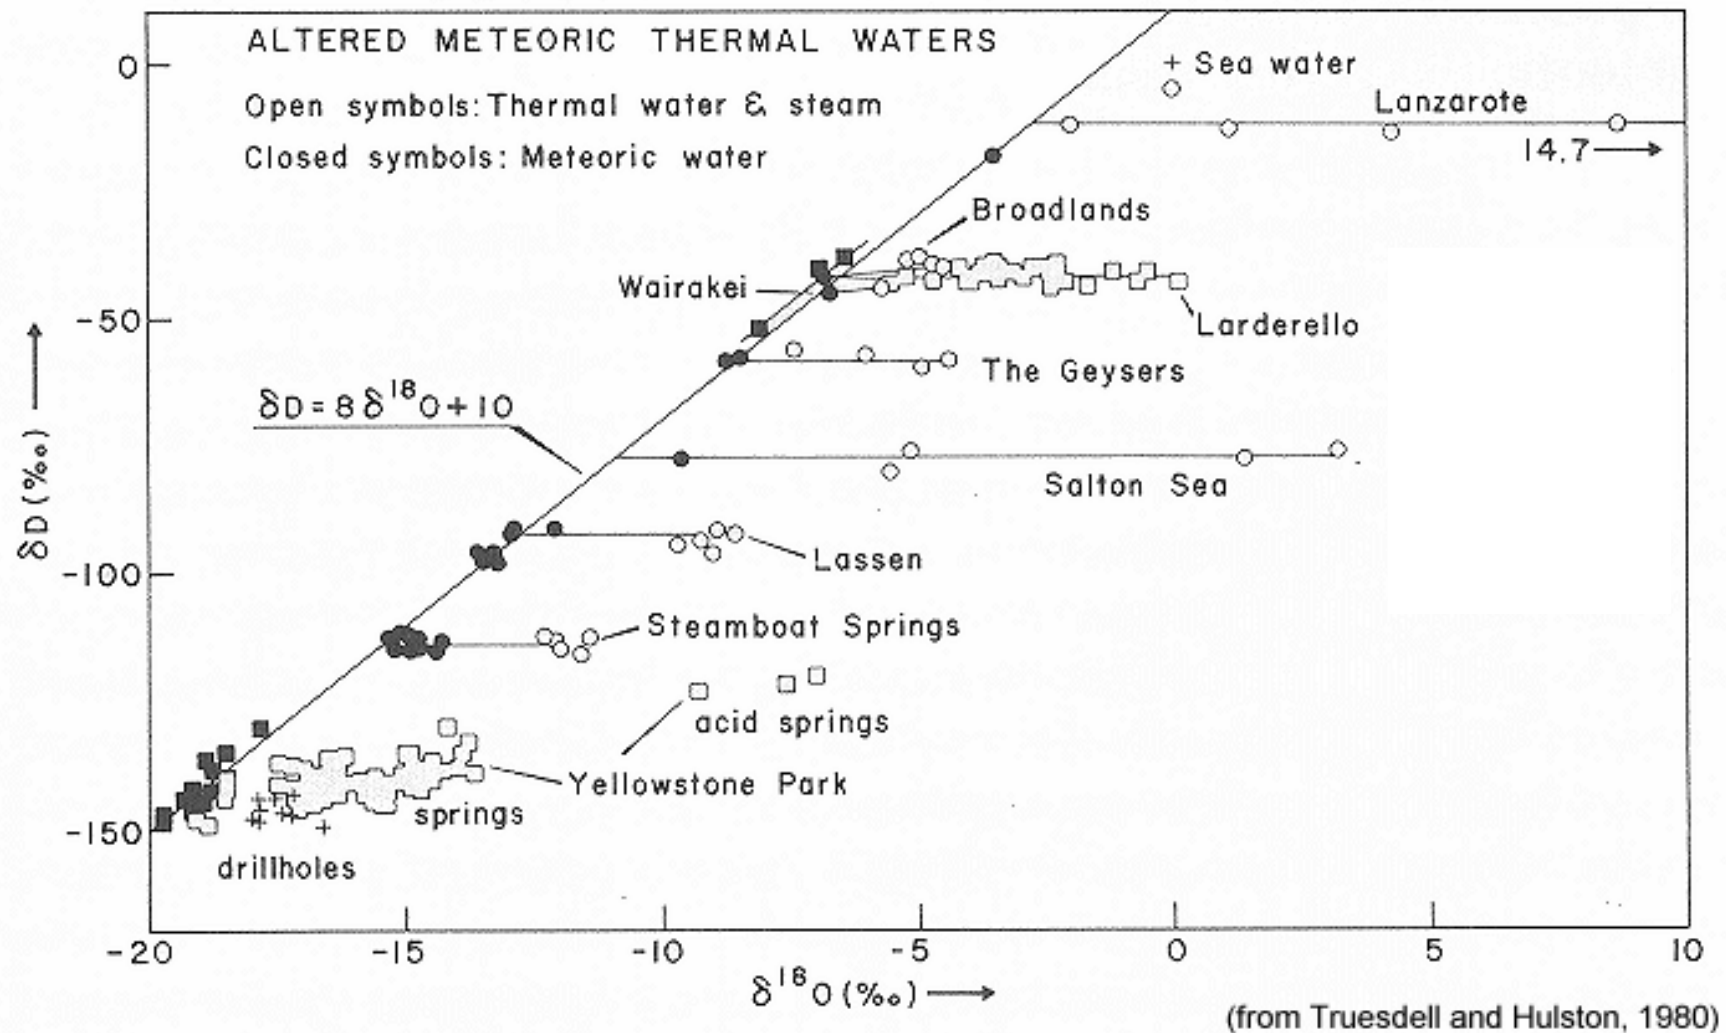 ALTERED METEORIC THERMAL WATERS
Open symbols: Thermal water & steam
Closed symbols: Meteoric water
0
-50
-100
-150
δD (‰)
Sea water
Lanzarote
14.7
Broadlands
Wairakei
Larderello
The Geysers
δD=8δ¹⁸O+10
Salton Sea
Lassen
Steamboat Springs
acid springs
Yellowstone Park
springs
drillholes
-20 -15 -10 -5 0 5 10
δ¹⁸O (‰)
(from Truesdell and Hulston, 1980)